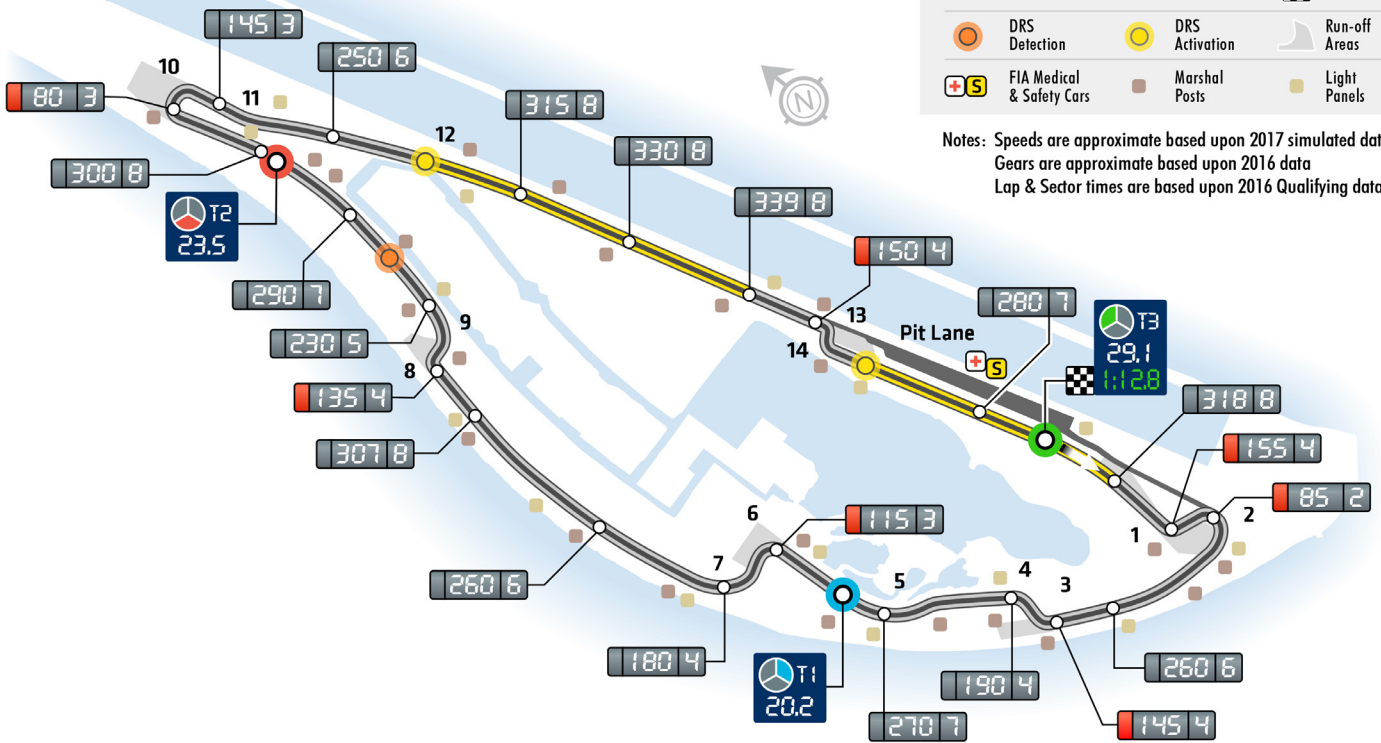 DRS
Detection
DRS
Activation
Run-off
Areas
S
FIA Medical
& Safety Cars
Marshal
Posts
Light
Panels
Notes: Speeds are approximate based upon 2017 simulated dat
Gears are approximate based upon 2016 data
Lap & Sector times are based upon 2016 Qualifying data
N
145 3
250 6
10
80 3
11
315 8
12
330 8
300 8
339 8
T2
23.5
150 4
290 7
280 7
13
T3
29.1
1:12.8
9
230 5
14
Pit Lane
S
8
135 4
318 8
307 8
155 4
85 2
6
115 3
1
2
7
5
4
3
260 6
180 4
T1
20.2
190 4
260 6
270 7
145 4